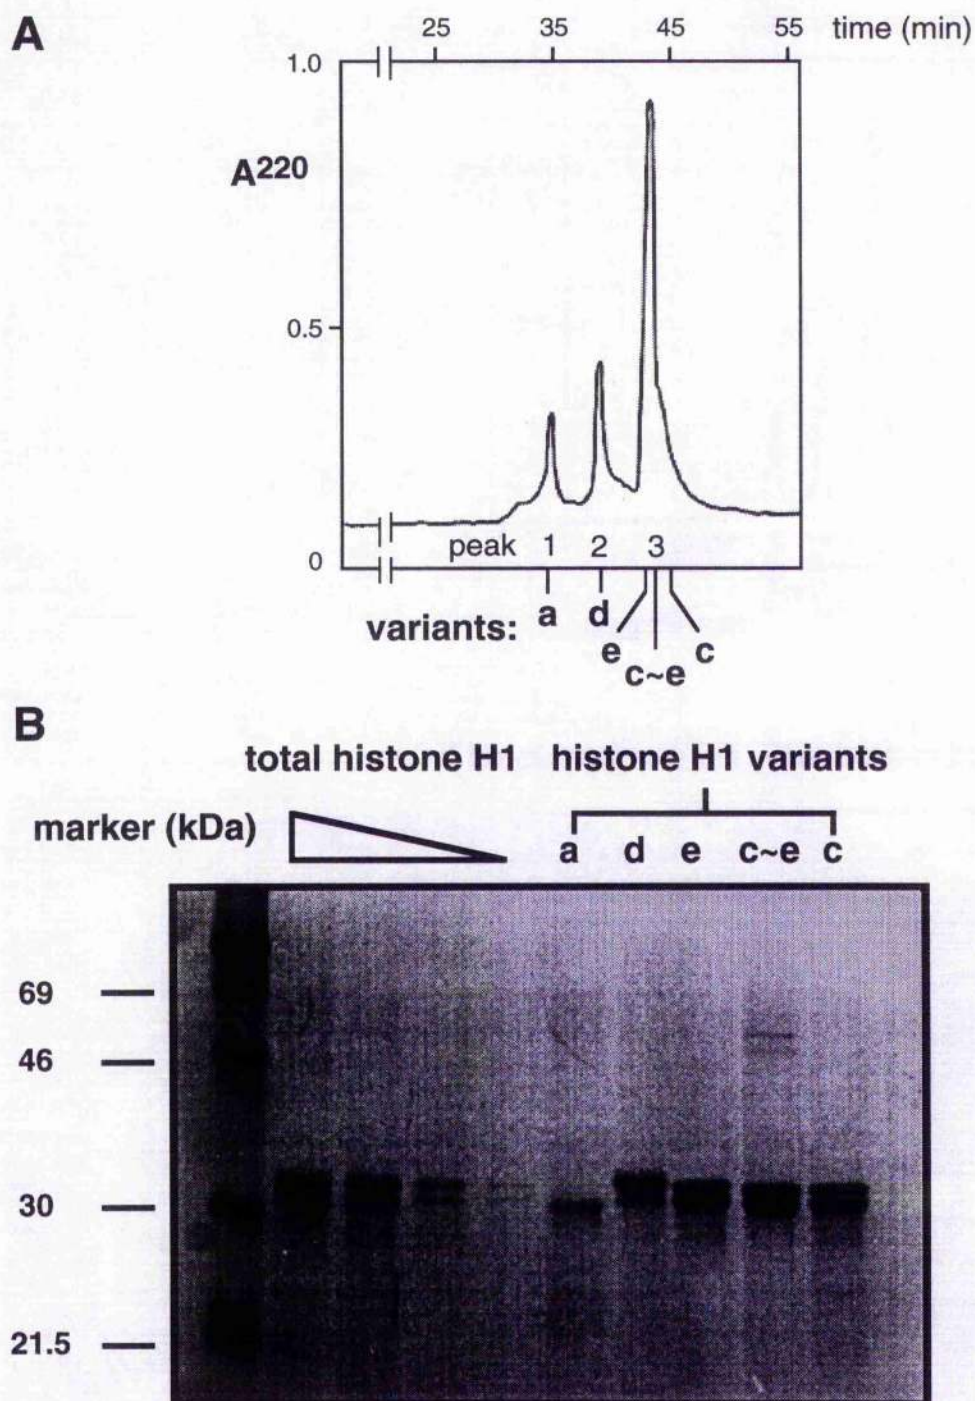 A
25 35 45 55 time (min)
1.0
A220
0.5
0
peak 1 2 3
variants: a d e c~e c
B
total histone H1 histone H1 variants
marker (kDa)
a d e c~e c
69
46
30
21.5